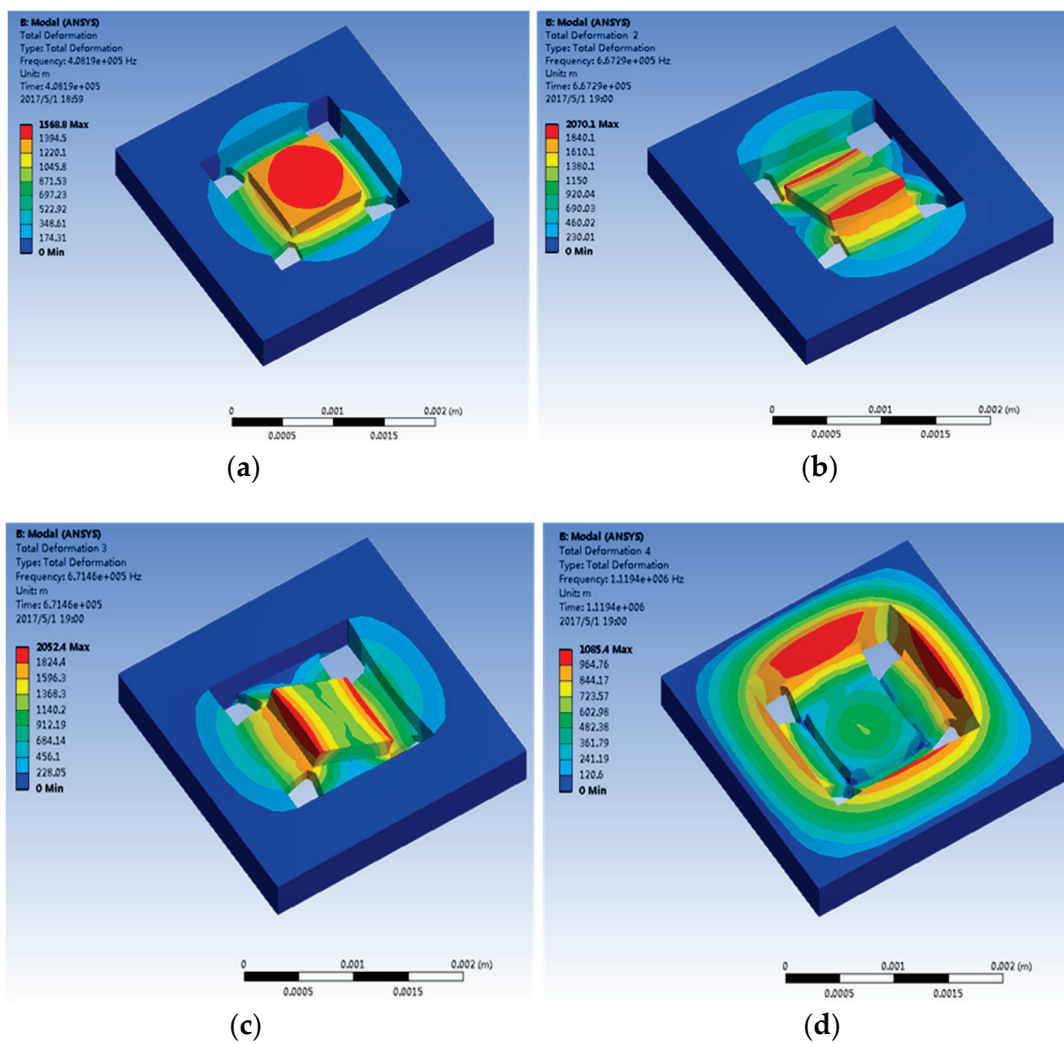 B: Modal (ANSYS)
Total Deformation
Type: Total Deformation
Frequency: 4.0819e+005 Hz
Unit: m
Time: 4.0819e+005
2017/5/1 18:59
1568.8 Max
1394.5
1220.1
1045.8
871.53
697.23
522.92
348.61
174.31
0 Min
0 0.001 0.002 (m)
0.0005 0.0015
(a)
B: Modal (ANSYS)
Total Deformation 2
Type: Total Deformation
Frequency: 6.6729e+005 Hz
Unit: m
Time: 6.6729e+005
2017/5/1 19:00
2070.1 Max
1840.1
1610.1
1380.1
1150
920.04
690.03
460.02
230.01
0 Min
0 0.001 0.002 (m)
0.0005 0.0015
(b)
B: Modal (ANSYS)
Total Deformation 3
Type: Total Deformation
Frequency: 6.7146e+005 Hz
Unit: m
Time: 6.7146e+005
2017/5/1 19:00
2052.4 Max
1824.4
1596.3
1368.3
1140.2
912.19
684.14
456.1
228.05
0 Min
0 0.001 0.002 (m)
0.0005 0.0015
(c)
B: Modal (ANSYS)
Total Deformation 4
Type: Total Deformation
Frequency: 1.1194e+006 Hz
Unit: m
Time: 1.1194e+006
2017/5/1 19:00
1085.4 Max
964.76
844.17
723.57
602.98
482.38
361.79
241.19
120.6
0 Min
0 0.001 0.002 (m)
0.0005 0.0015
(d)